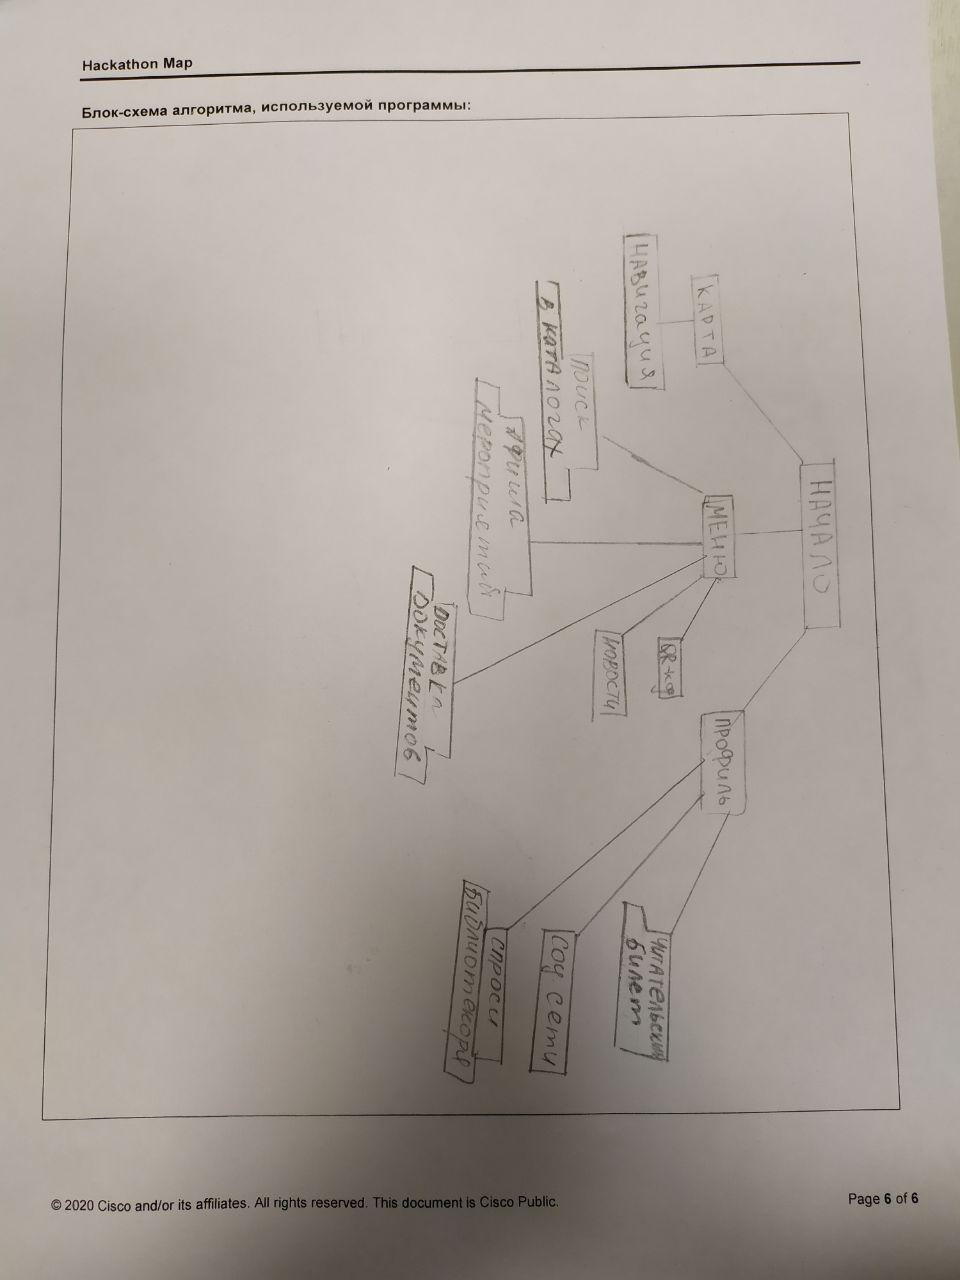 Hackathon Map
Блок-схема алгоритма, используемой программы:
НАЧАЛО
КАРТА
НАВИГАЦИЯ
МЕНЮ
ПОИСК
В КАТАЛОГАХ
АФИША
МЕРОПРИЯТИЙ
ДОСТАВКА
ДОКУМЕНТОВ
НОВОСТИ
QR-код
ПРОФИЛЬ
СПРОСИ
БИБЛИОТЕКАРЯ
СОЦ СЕТИ
ЧИТАТЕЛЬСКИЙ
билет
© 2020 Cisco and/or its affiliates. All rights reserved. This document is Cisco Public.
Page 6 of 6